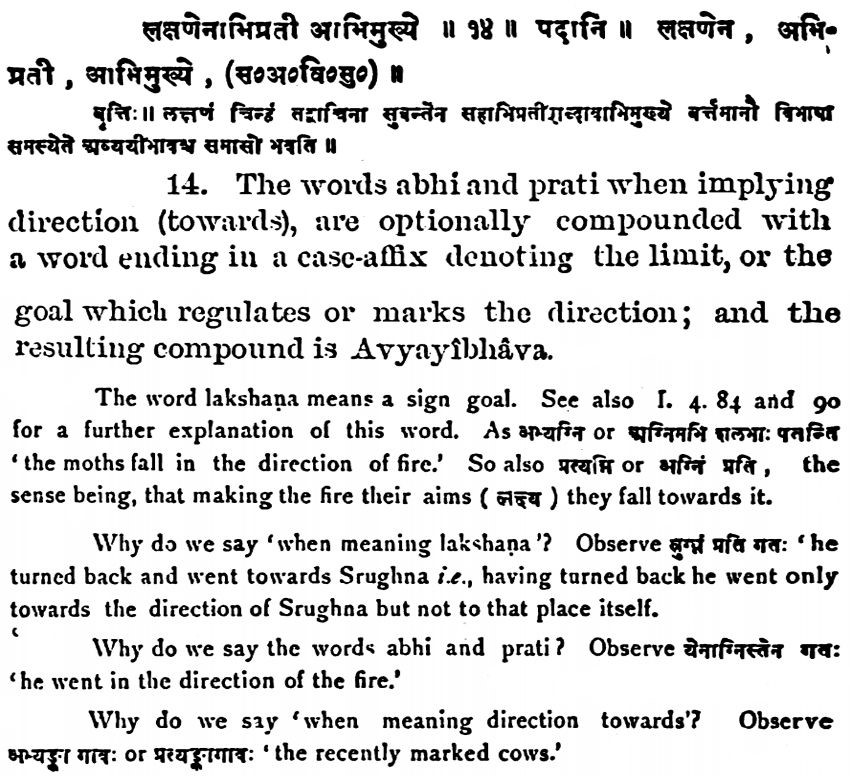 लक्षणेनाभिप्रती आभिमुख्ये ॥ १४ ॥ पदानि ॥ लक्षणेन , अभि-
प्रती , आभिमुख्ये , (स०अ०वि०सु०) ॥
वृत्तिः ॥ लक्षणं चिन्हं तद्वाचिना सुबन्तेन सहाभिप्रतीशब्दावाभिमुख्ये वर्त्तमानौ विभाषा
समस्येते अव्ययीभावश्च समासो भवति ॥
14. The words abhi and prati when implying
direction (towards), are optionally compounded with
a word ending in a case-affix denoting the limit, or the
goal which regulates or marks the direction; and the
resulting compound is Avyayîbhâva.
The word lakshaṇa means a sign goal. See also I. 4. 84 and 90
for a further explanation of this word. As अभ्यग्नि or अग्निमभि शलभाः पतन्ति
'the moths fall in the direction of fire.' So also प्रत्यग्नि or अग्निं प्रति , the
sense being, that making the fire their aims ( लक्ष्य ) they fall towards it.
Why do we say 'when meaning lakshaṇa'? Observe स्रुग्घ्नं प्रति गतः 'he
turned back and went towards Srughna i.e., having turned back he went only
towards the direction of Srughna but not to that place itself.
Why do we say the words abhi and prati? Observe येनाग्निस्तेन गतः
'he went in the direction of the fire.'
Why do we say 'when meaning direction towards'? Observe
अभ्यङ्का गावः or प्रत्यङ्कागावः 'the recently marked cows.'